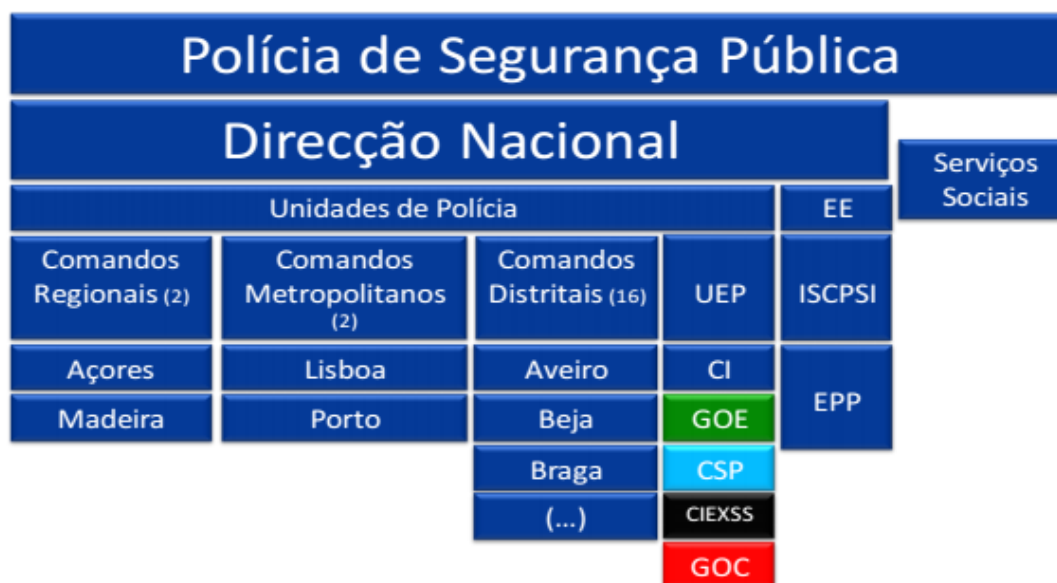 Polícia de Segurança Pública
Direcção Nacional
Serviços
Sociais
Unidades de Polícia
EE
Comandos
Regionais (2)
Comandos
Metropolitanos
(2)
Comandos
Distritais (16)
UEP
ISCPSI
Açores
Lisboa
Aveiro
CI
EPP
Madeira
Porto
Beja
GOE
Braga
CSP
(...)
CIEXSS
GOC